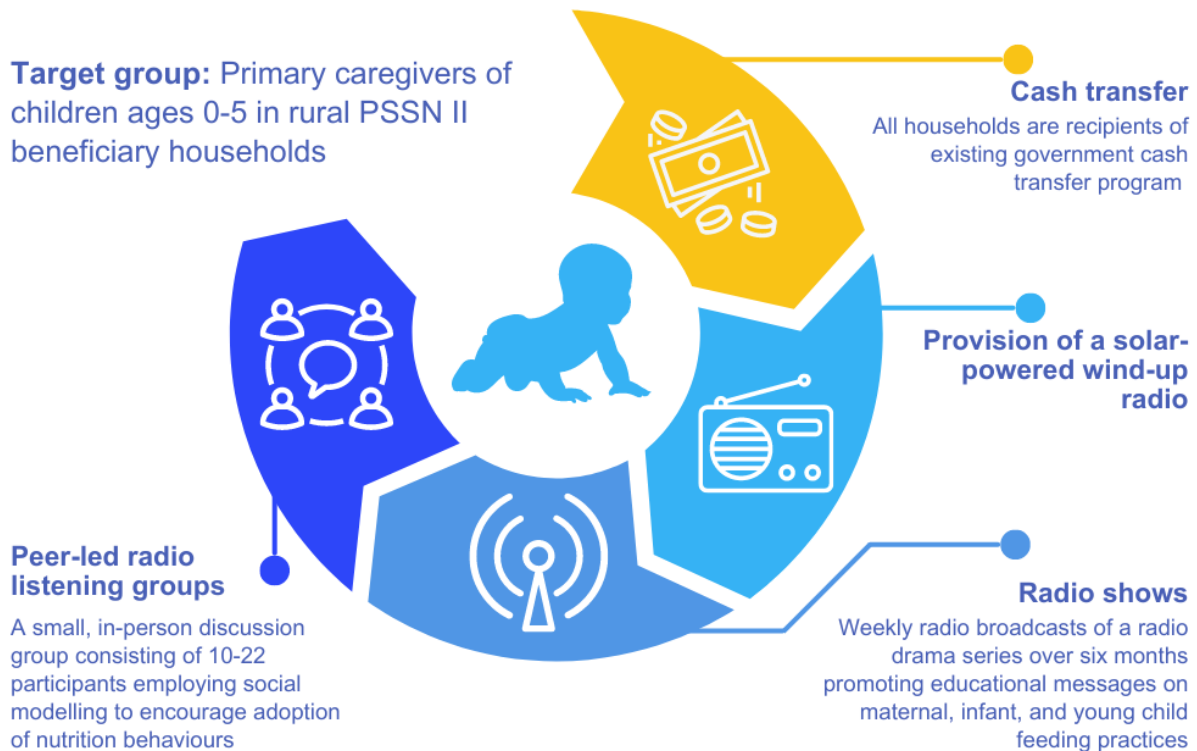 Target group: Primary caregivers of
children ages 0-5 in rural PSSN II
beneficiary households
Cash transfer
All households are recipients of
existing government cash
transfer program
Provision of a solar-
powered wind-up
radio
Radio shows
Weekly radio broadcasts of a radio
drama series over six months
promoting educational messages on
maternal, infant, and young child
feeding practices
Peer-led radio
listening groups
A small, in-person discussion
group consisting of 10-22
participants employing social
modelling to encourage adoption
of nutrition behaviours